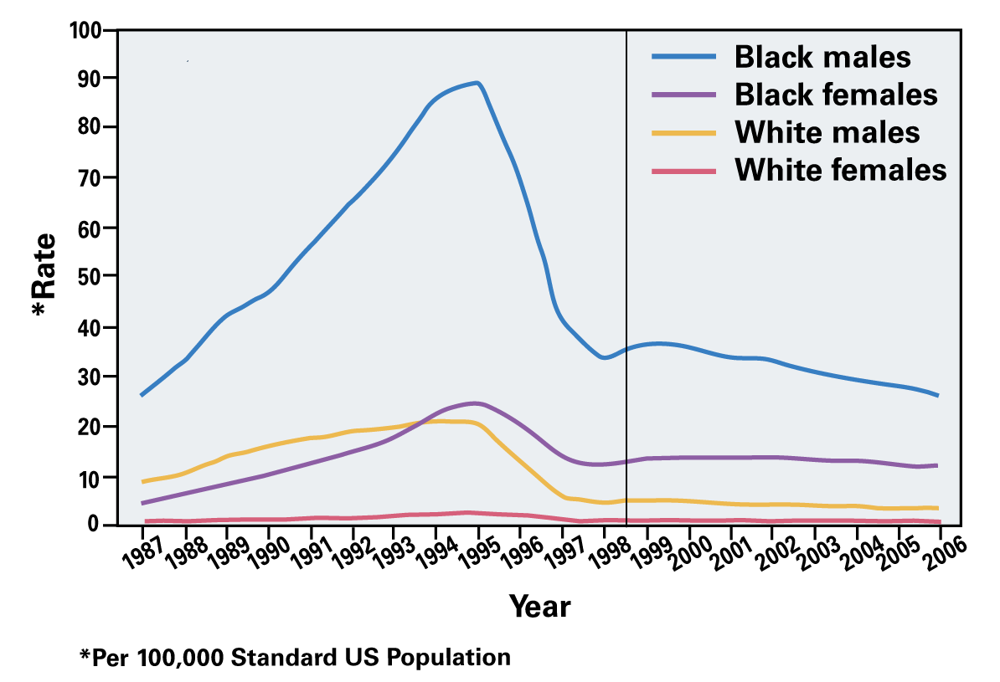 100
90
80
70
60
50
40
30
20
10
0
*Rate
Black males
Black females
White males
White females
1987 1988 1989 1990 1991 1992 1993 1994 1995 1996 1997 1998 1999 2000 2001 2002 2003 2004 2005 2006
Year
*Per 100,000 Standard US Population